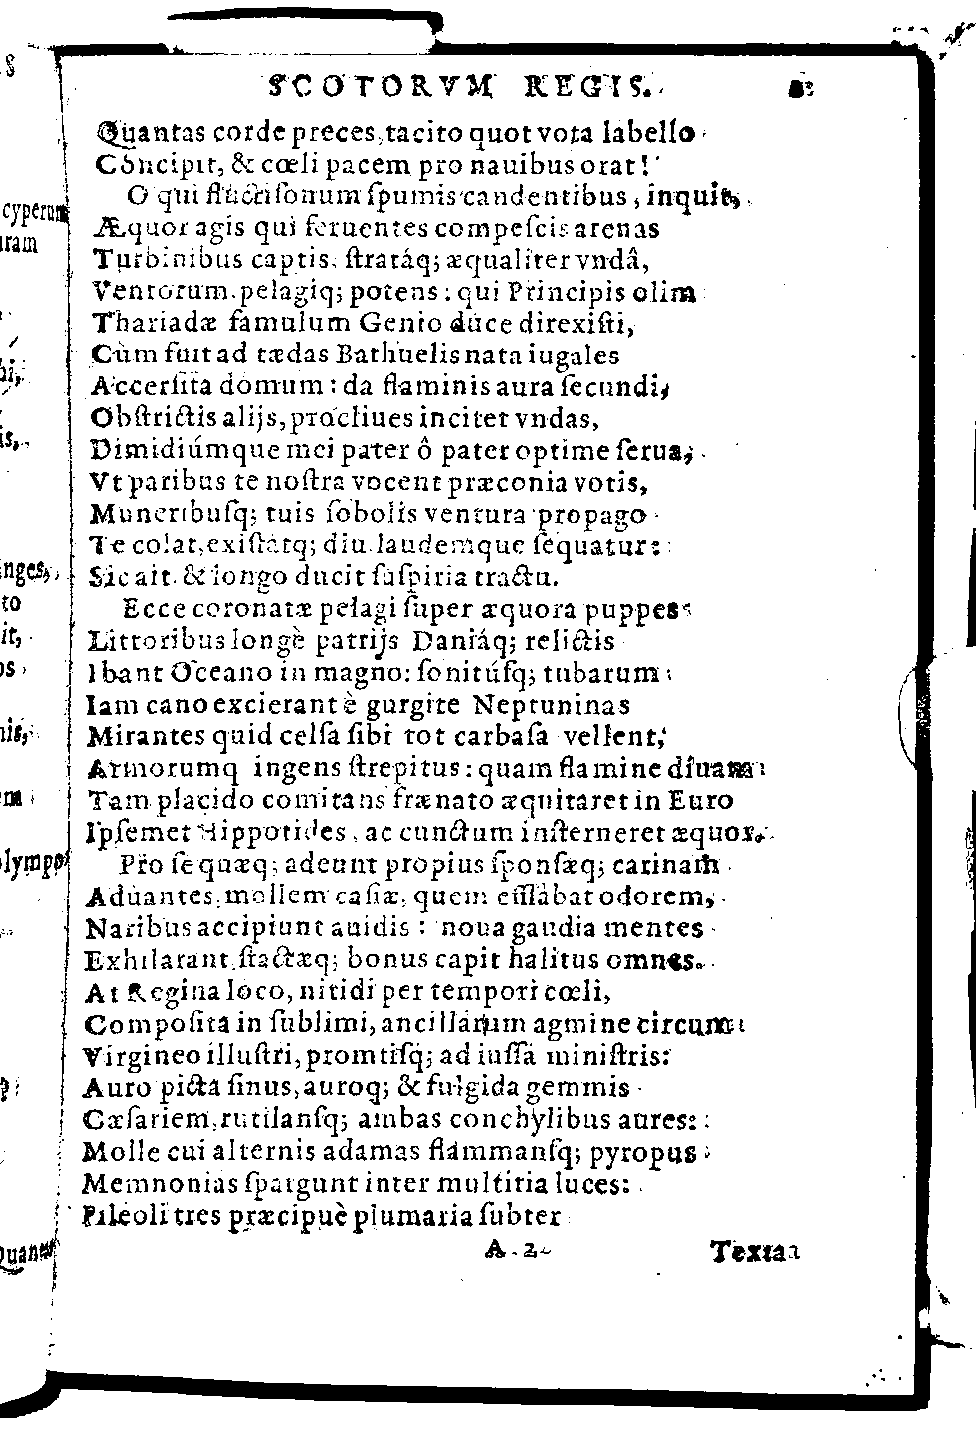 SCOTORVM REGIS.
Quantas corde preces, tacito quot vota labello
Concipit, & cœli pacem pro nauibus orat!
O qui fluctiſonum ſpumis candentibus, inquit,
Æquor agis qui feruentes compeſcis arenas
Turbinibus captis, ſtratáq; æqualiter vndâ,
Ventorum pelagiq; potens: qui Principis olim
Thariadæ famulum Genio duce direxiſti,
Cùm fuit ad tædas Bathuelis nata iugales
Accerſita domum: da flaminis aura ſecundi,
Obſtrictis alijs, procliues incitet vndas,
Dimidiúmque mei pater ô pater optime ſerua,
Vt paribus te noſtra vocent præconia votis,
Muneribuſq; tuis ſobolis ventura propago
Te colat, exiſtatq; diu laudemque ſequatur:
Sic ait. & longo ducit ſuſpiria tractu.
Ecce coronatæ pelagi ſuper æquora puppes
Littoribus longè patrijs Daniáq; relictis
Ibant Oceano in magno: ſonitúſq; tubarum
Iam cano excierant è gurgite Neptuninas
Mirantes quid celſa ſibi tot carbaſa vellent,
Armorumq ingens ſtrepitus: quam flamine diuam
Tam placido comitans frænato æquitaret in Euro
Ipſemet Hippotides, ac cunctum inſterneret æquor.
Pro ſe quæq; adeunt propius ſponſæq; carinam
Aduantes, mollem caſiæ, quem efflabat odorem,
Naribus accipiunt auidis: noua gaudia mentes
Exhilarant, ſtactæq; bonus capit halitus omnes.
At Regina loco, nitidi per tempori cœli,
Compoſita in ſublimi, ancillarum agmine circum
Virgineo illuſtri, promtiſq; ad iuſſa miniſtris:
Auro picta ſinus, auroq; & fulgida gemmis
Cæſariem, rutilanſq; ambas conchylibus aures:
Molle cui alternis adamas flammanſq; pyropus
Memnonias ſpargunt inter multitia luces:
Pileoli tres præcipuè plumaria ſubter
A. 2
Texta
cyperum
uram
inges,
to
it,
olympo
Quanta